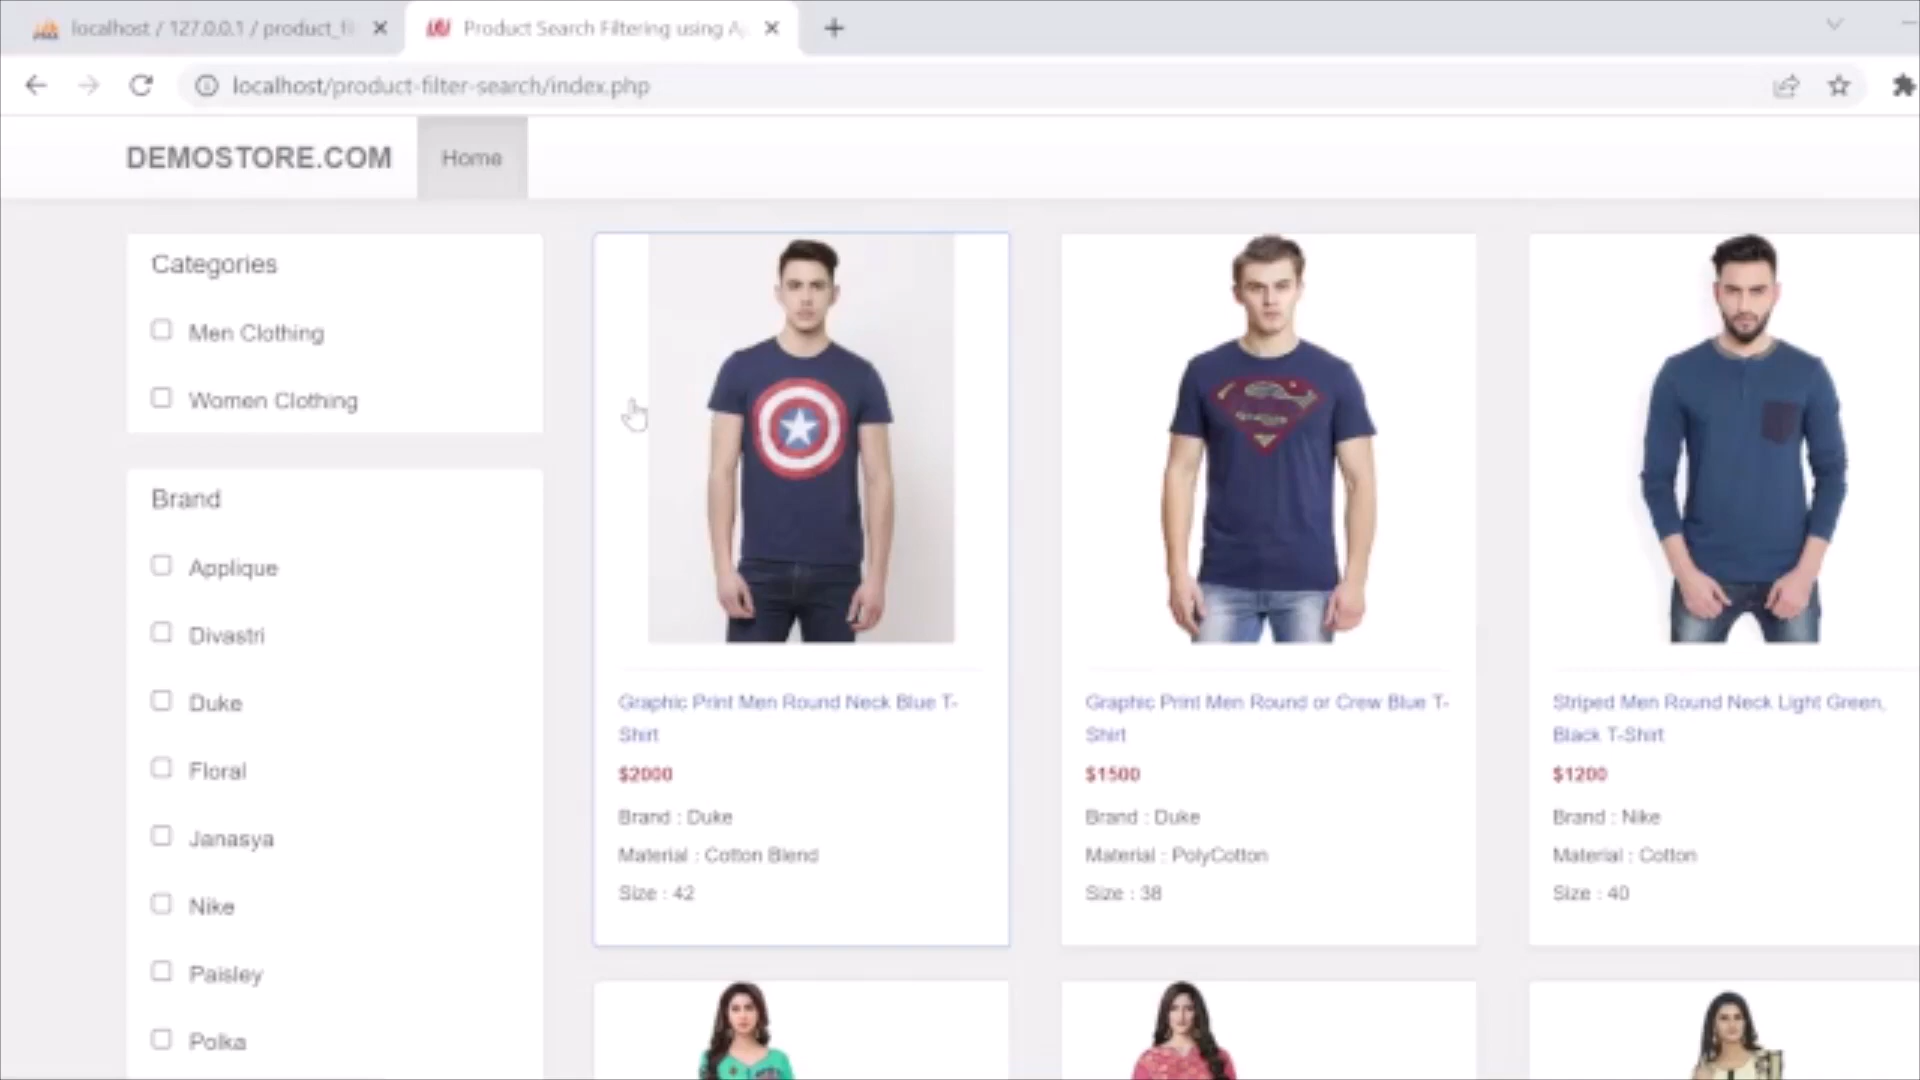 localhost / 127.0.0.1 / product_fi
Product Search Filtering using Aj
localhost/product-filter-search/index.php
DEMOSTORE.COM
Home
Categories
Men Clothing
Women Clothing
Brand
Applique
Divastri
Duke
Floral
Janasya
Nike
Paisley
Polka
Graphic Print Men Round Neck Blue T-
Shirt
$2000
Brand : Duke
Material : Cotton Blend
Size : 42
Graphic Print Men Round or Crew Blue T-
Shirt
$1500
Brand : Duke
Material : PolyCotton
Size : 38
Striped Men Round Neck Light Green,
Black T-Shirt
$1200
Brand : Nike
Material : Cotton
Size : 40